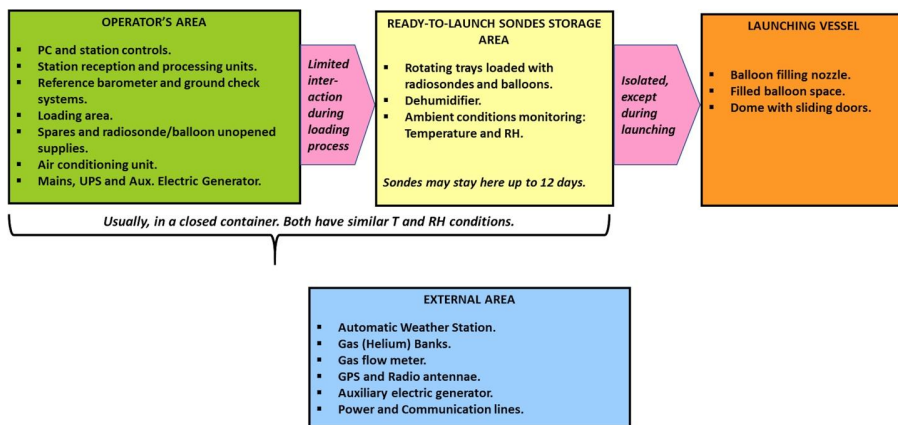 OPERATOR'S AREA
▪ PC and station controls.
▪ Station reception and processing units.
▪ Reference barometer and ground check
systems.
▪ Loading area.
▪ Spares and radiosonde/balloon unopened
supplies.
▪ Air conditioning unit.
▪ Mains, UPS and Aux. Electric Generator.
Limited
inter-
action
during
loading
process
READY-TO-LAUNCH SONDES STORAGE
AREA
▪ Rotating trays loaded with
radiosondes and balloons.
▪ Dehumidifier.
▪ Ambient conditions monitoring:
Temperature and RH.
Sondes may stay here up to 12 days.
Isolated,
except
during
launching
LAUNCHING VESSEL
▪ Balloon filling nozzle.
▪ Filled balloon space.
▪ Dome with sliding doors.
Usually, in a closed container. Both have similar T and RH conditions.
EXTERNAL AREA
▪ Automatic Weather Station.
▪ Gas (Helium) Banks.
▪ Gas flow meter.
▪ GPS and Radio antennae.
▪ Auxiliary electric generator.
▪ Power and Communication lines.